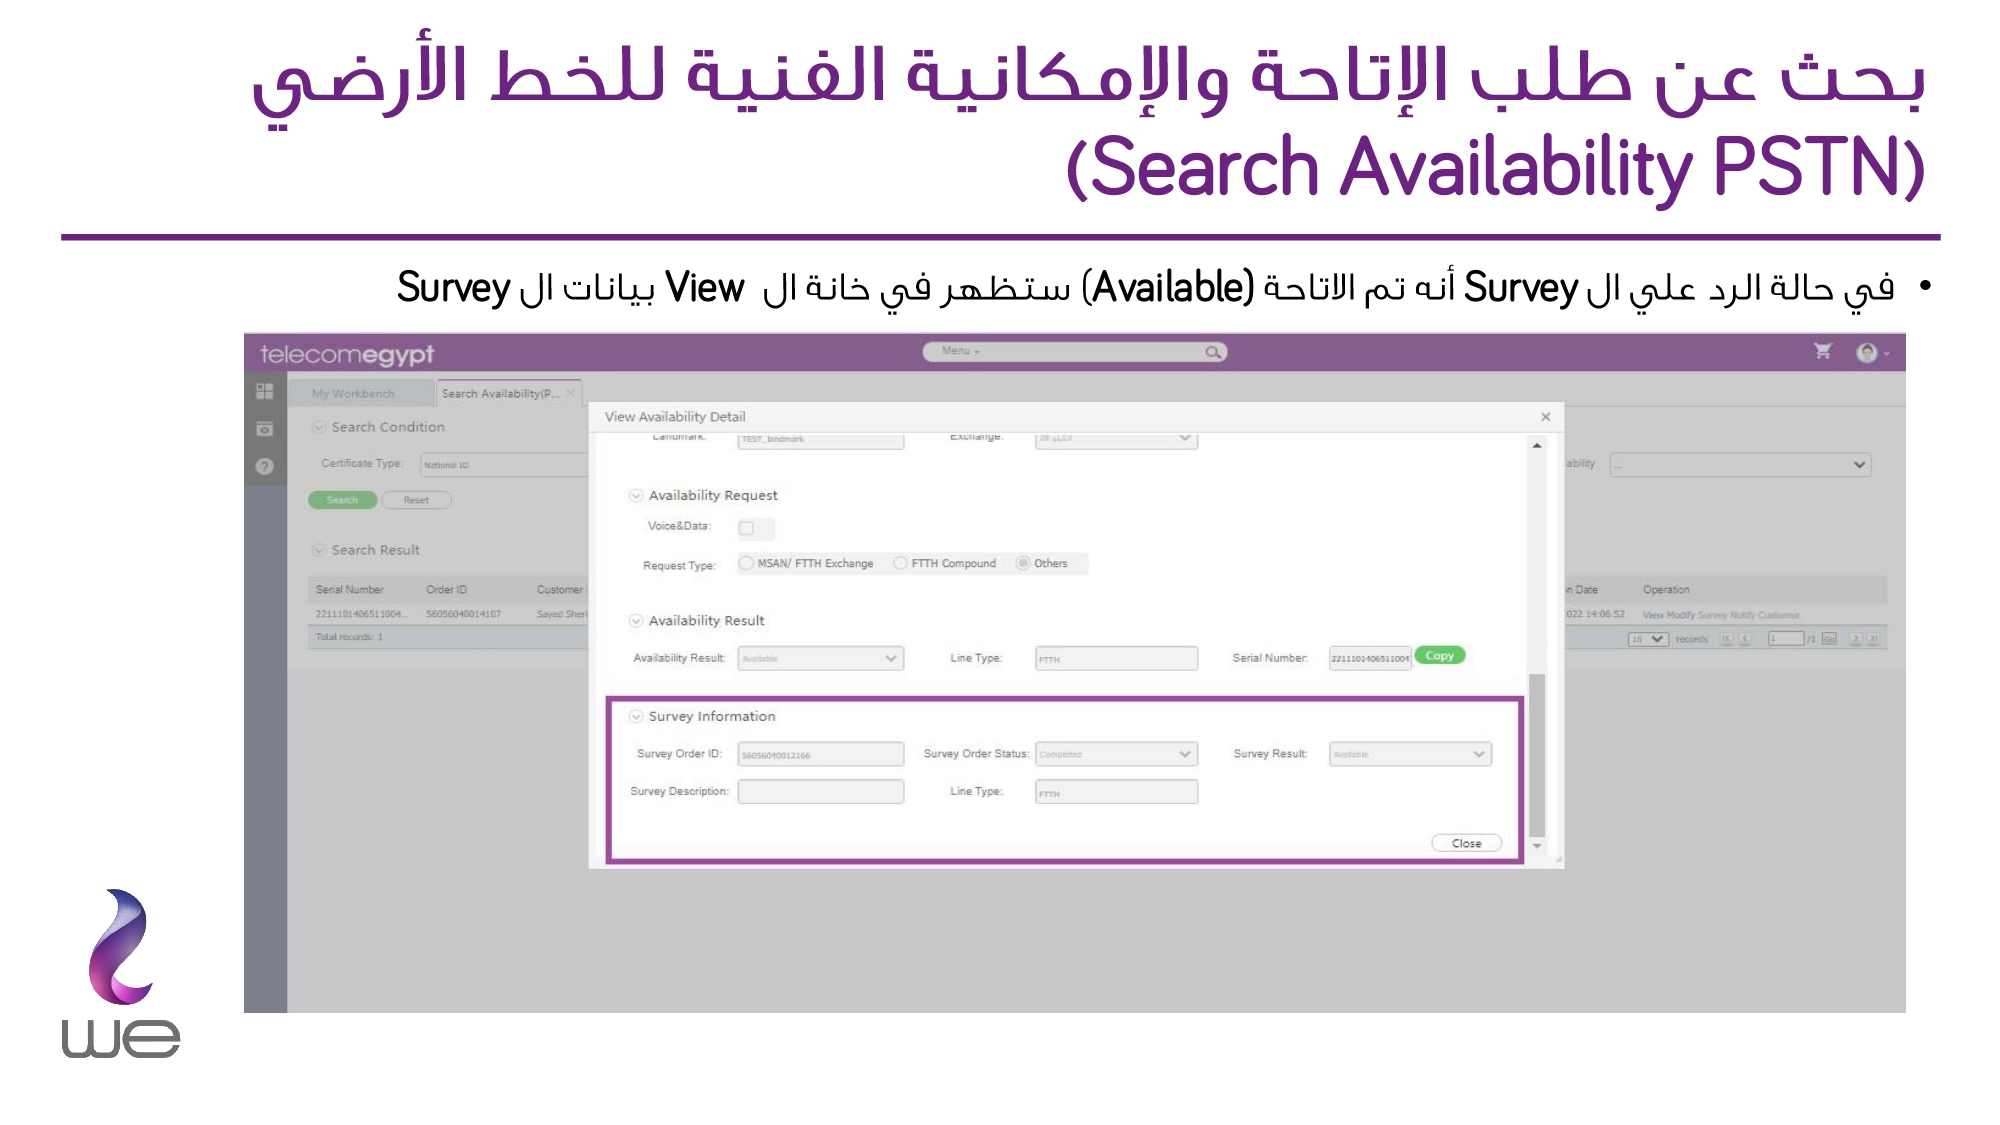 بحث عن طلب الإتاحة والإمكانية الفنية للخط الأرضي
(Search Availability PSTN)
• في حالة الرد علي ال Survey أنه تم الاتاحة (Available) ستظهر في خانة ال View بيانات ال Survey
telecomegypt
Menu
My Workbench
Search Availability(P...
View Availability Detail
Search Condition
Landmark:
TEST_landmark
Exchange:
Certificate Type:
National ID
ability
...
Search
Reset
Availability Request
Voice&Data:
Search Result
Request Type:
MSAN/ FTTH Exchange
FTTH Compound
Others
Serial Number
Order ID
Customer
n Date
Operation
2211101406511004...
56056040014107
Sayed Sheri
022 14:06:52
View Modify Survey Notify Customer
Availability Result
Total records: 1
10
records
1
/1
Go
Availability Result:
Available
Line Type:
FTTH
Serial Number:
2211101406511004
Copy
Survey Information
Survey Order ID:
56056040012166
Survey Order Status:
Completed
Survey Result:
Available
Survey Description:
Line Type:
FTTH
Close
we